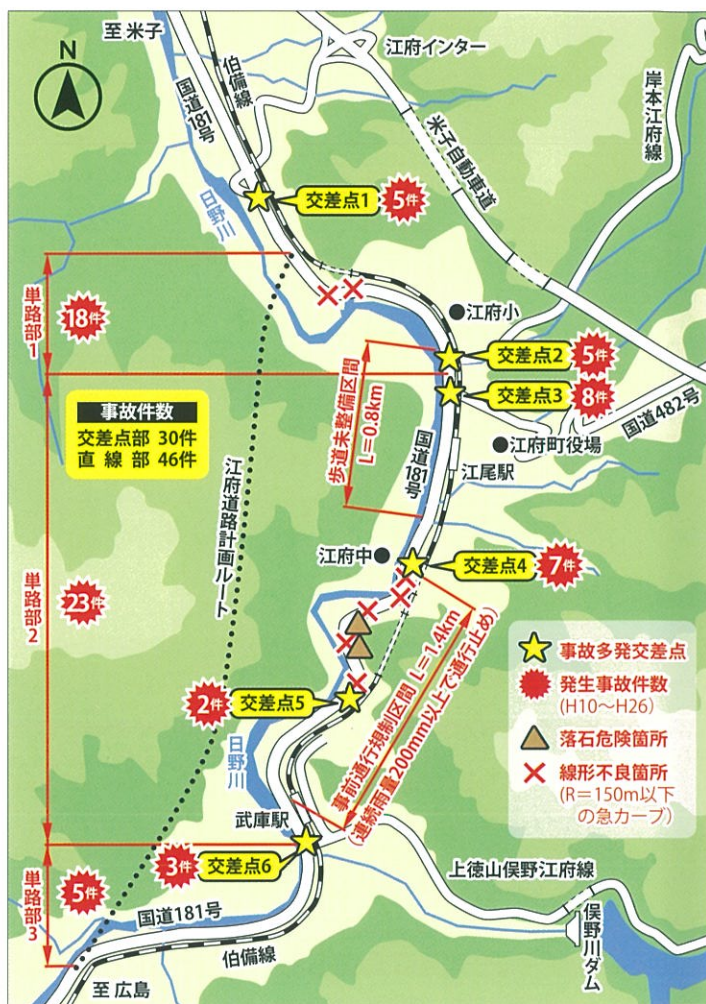 至 米子
N
伯備線
国道181号
江府インター
岸本江府線
米子自動車道
日野川
交差点1
5件
単路部1
18件
江府小
交差点2
5件
交差点3
8件
国道482号
事故件数
交差点部 30件
直線部 46件
歩道未整備区間
L=0.8km
国道181号
江府町役場
江尾駅
江府道路計画ルート
江府中
交差点4
7件
単路部2
23件
事前通行規制区間 L=1.4km
(連続雨量200mm以上で通行止め)
2件
交差点5
日野川
事故多発交差点
発生事故件数
(H10〜H26)
落石危険箇所
線形不良箇所
(R=150m以下
の急カーブ)
武庫駅
3件
交差点6
単路部3
5件
国道181号
上徳山俣野江府線
俣野川ダム
伯備線
至 広島